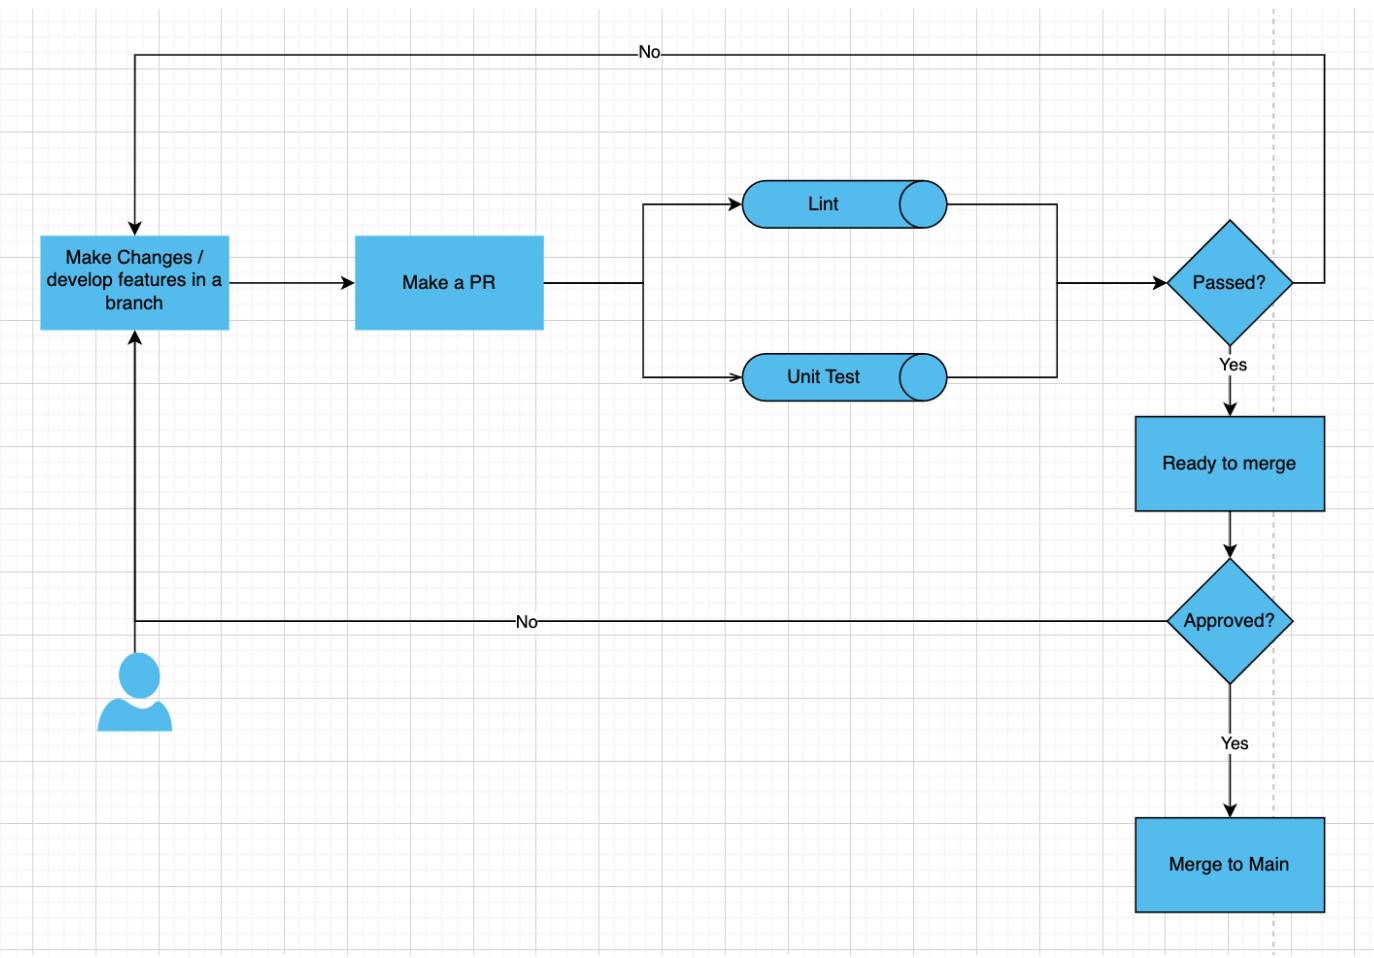 No
Make Changes /
develop features in a
branch
Make a PR
Lint
Unit Test
Passed?
Yes
Ready to merge
Approved?
No
Yes
Merge to Main